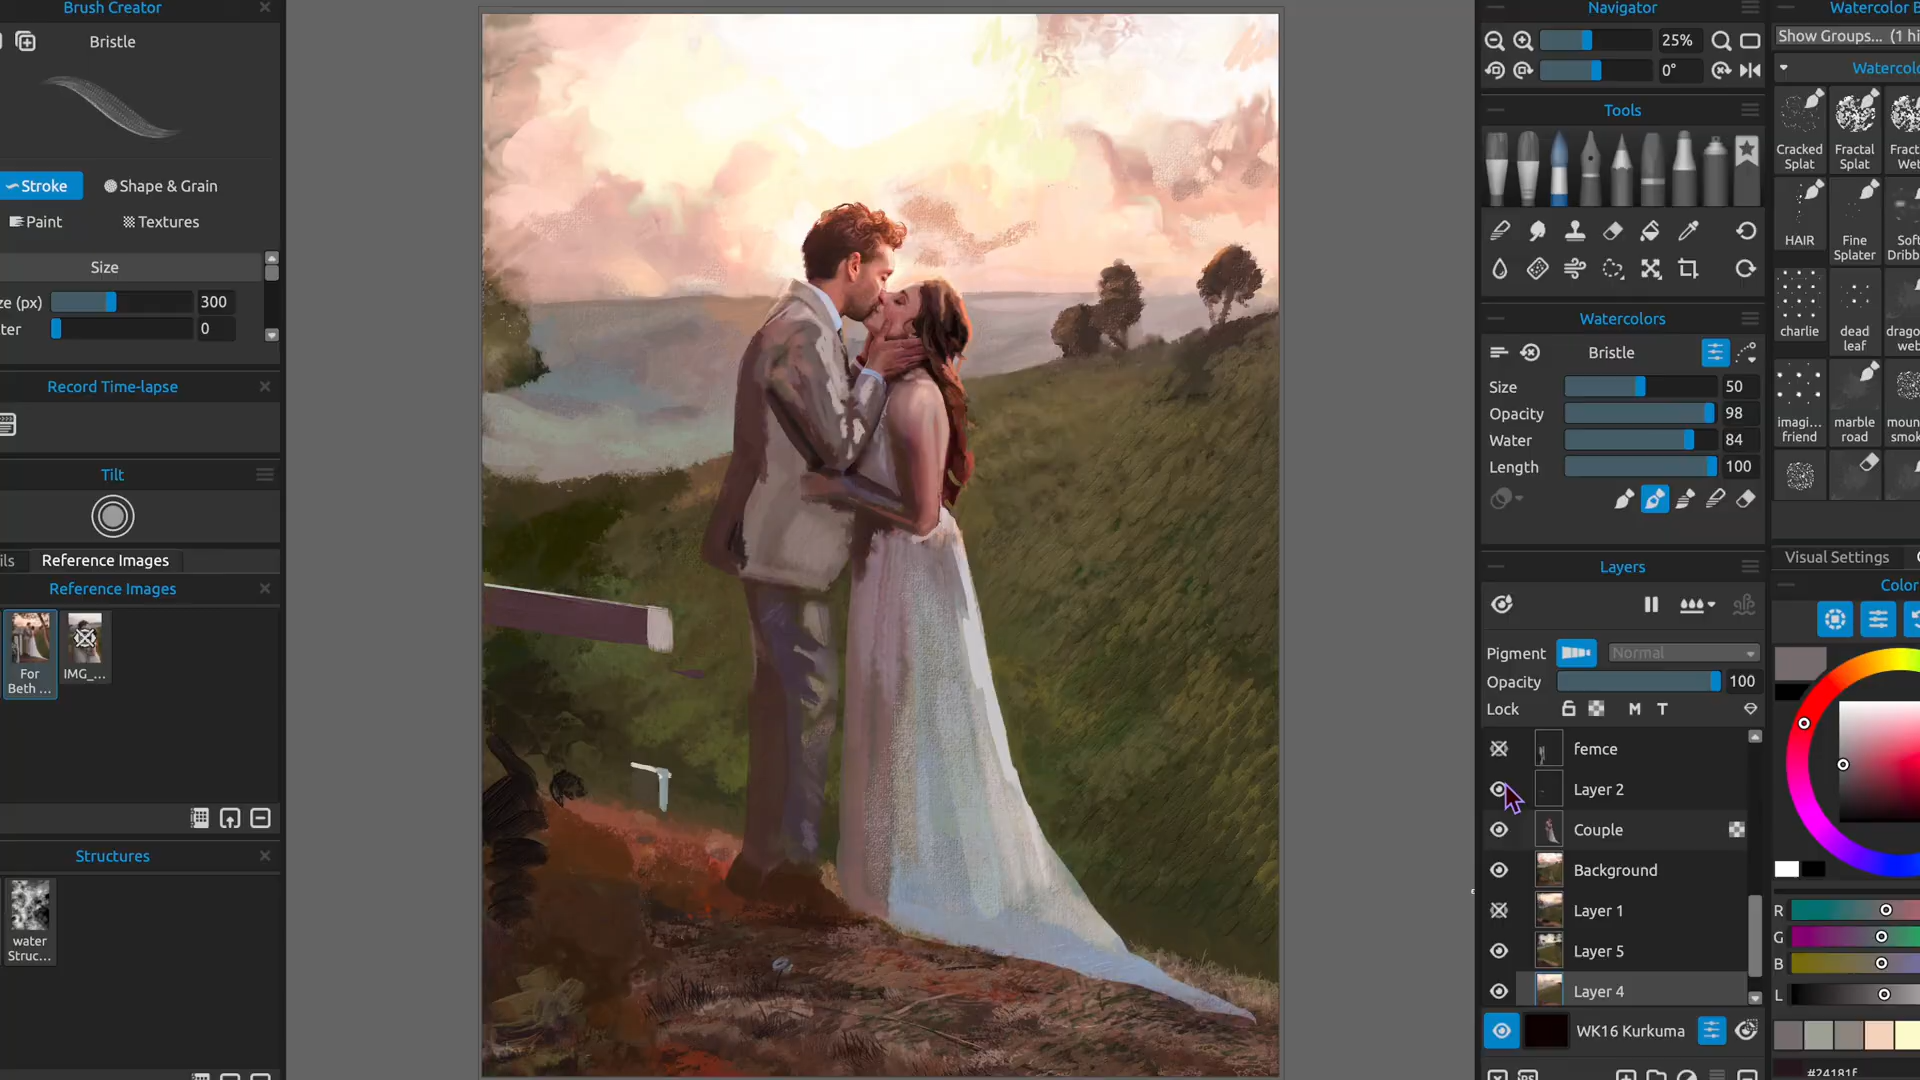 Brush Creator
Bristle
Stroke
Shape & Grain
Paint
Textures
Size
ze (px)
300
ter
0
Record Time-lapse
Tilt
ils
Reference Images
Reference Images
For
Beth ...
IMG_...
Structures
water
Struc...
Navigator
25%
0°
Tools
Watercolors
Bristle
Size
50
Opacity
98
Water
84
Length
100
Layers
Pigment
Normal
Opacity
100
Lock
M
T
femce
Layer 2
Couple
Background
Layer 1
Layer 5
Layer 4
WK16 Kurkuma
Watercolor B
Show Groups...
(1 hi
Watercolo
Cracked
Splat
Fractal
Splat
Fract
We
HAIR
Fine
Splater
Sof
Dribb
charlie
dead
leaf
drago
web
imagi...
friend
marble
road
moun
smok
Visual Settings
Color
R
G
B
L
#24181f